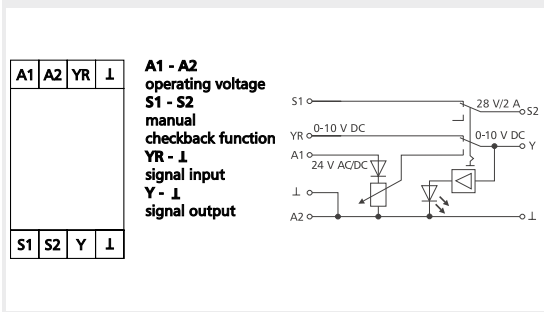 A1 A2 YR ⊥
S1 S2 Y ⊥
A1 - A2
operating voltage
S1 - S2
manual
checkback function
YR - ⊥
signal input
Y - ⊥
signal output
S1
28 V/2 A
S2
YR
0-10 V DC
0-10 V DC
Y
A1
24 V AC/DC
⊥
A2
⊥